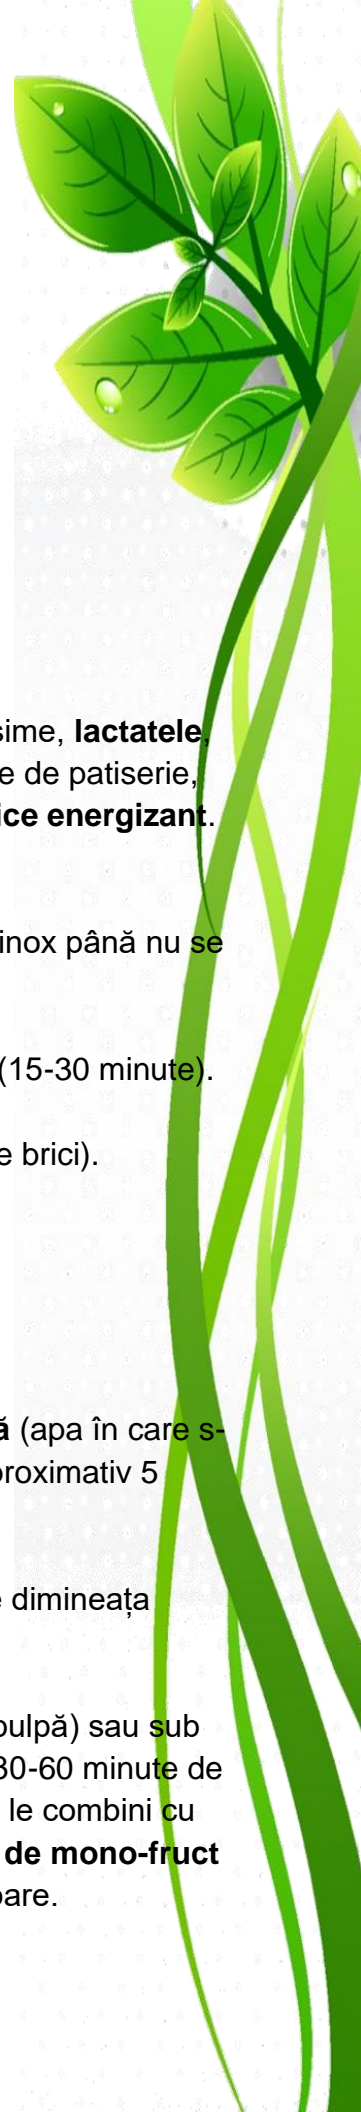 sime, lactatele,
e de patiserie,
ice energizant.
inox până nu se
(15-30 minute).
e brici).
ă (apa în care s-
proximativ 5
e dimineața
pulpă) sau sub
30-60 minute de
le combini cu
de mono-fruct
oare.